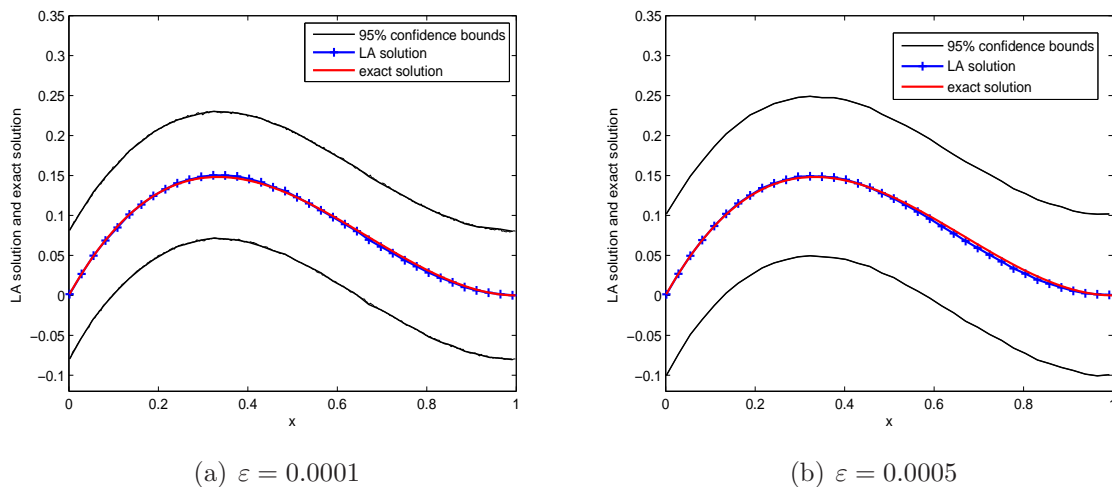 0.35
0.3
0.25
0.2
0.15
0.1
0.05
0
−0.05
−0.1
LA solution and exact solution
0 0.2 0.4 0.6 0.8 1
x
95% confidence bounds
LA solution
exact solution
(a) ε = 0.0001
0.35
0.3
0.25
0.2
0.15
0.1
0.05
0
−0.05
−0.1
LA solution and exact solution
0 0.2 0.4 0.6 0.8 1
x
95% confidence bounds
LA solution
exact solution
(b) ε = 0.0005